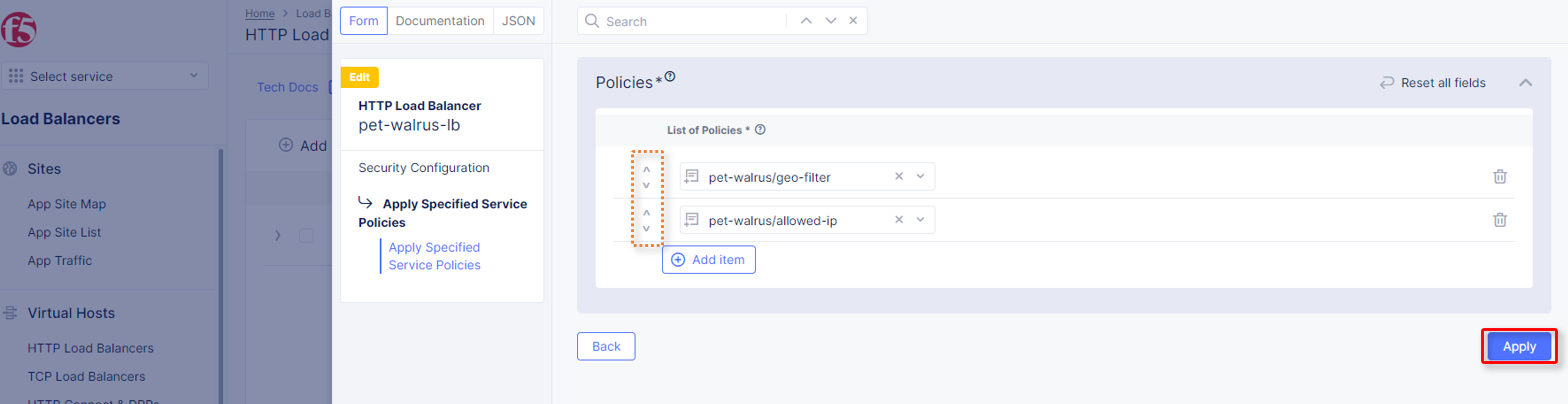 f5
Home > Load B
HTTP Load
Select service
Tech Docs
Load Balancers
Add
Sites
App Site Map
App Site List
App Traffic
Virtual Hosts
HTTP Load Balancers
TCP Load Balancers
HTTP Connect & DRPs
Form
Documentation
JSON
Edit
HTTP Load Balancer
pet-walrus-lb
Security Configuration
Apply Specified Service
Policies
Apply Specified
Service Policies
Search
Policies*
Reset all fields
List of Policies *
pet-walrus/geo-filter
pet-walrus/allowed-ip
Add item
Back
Apply